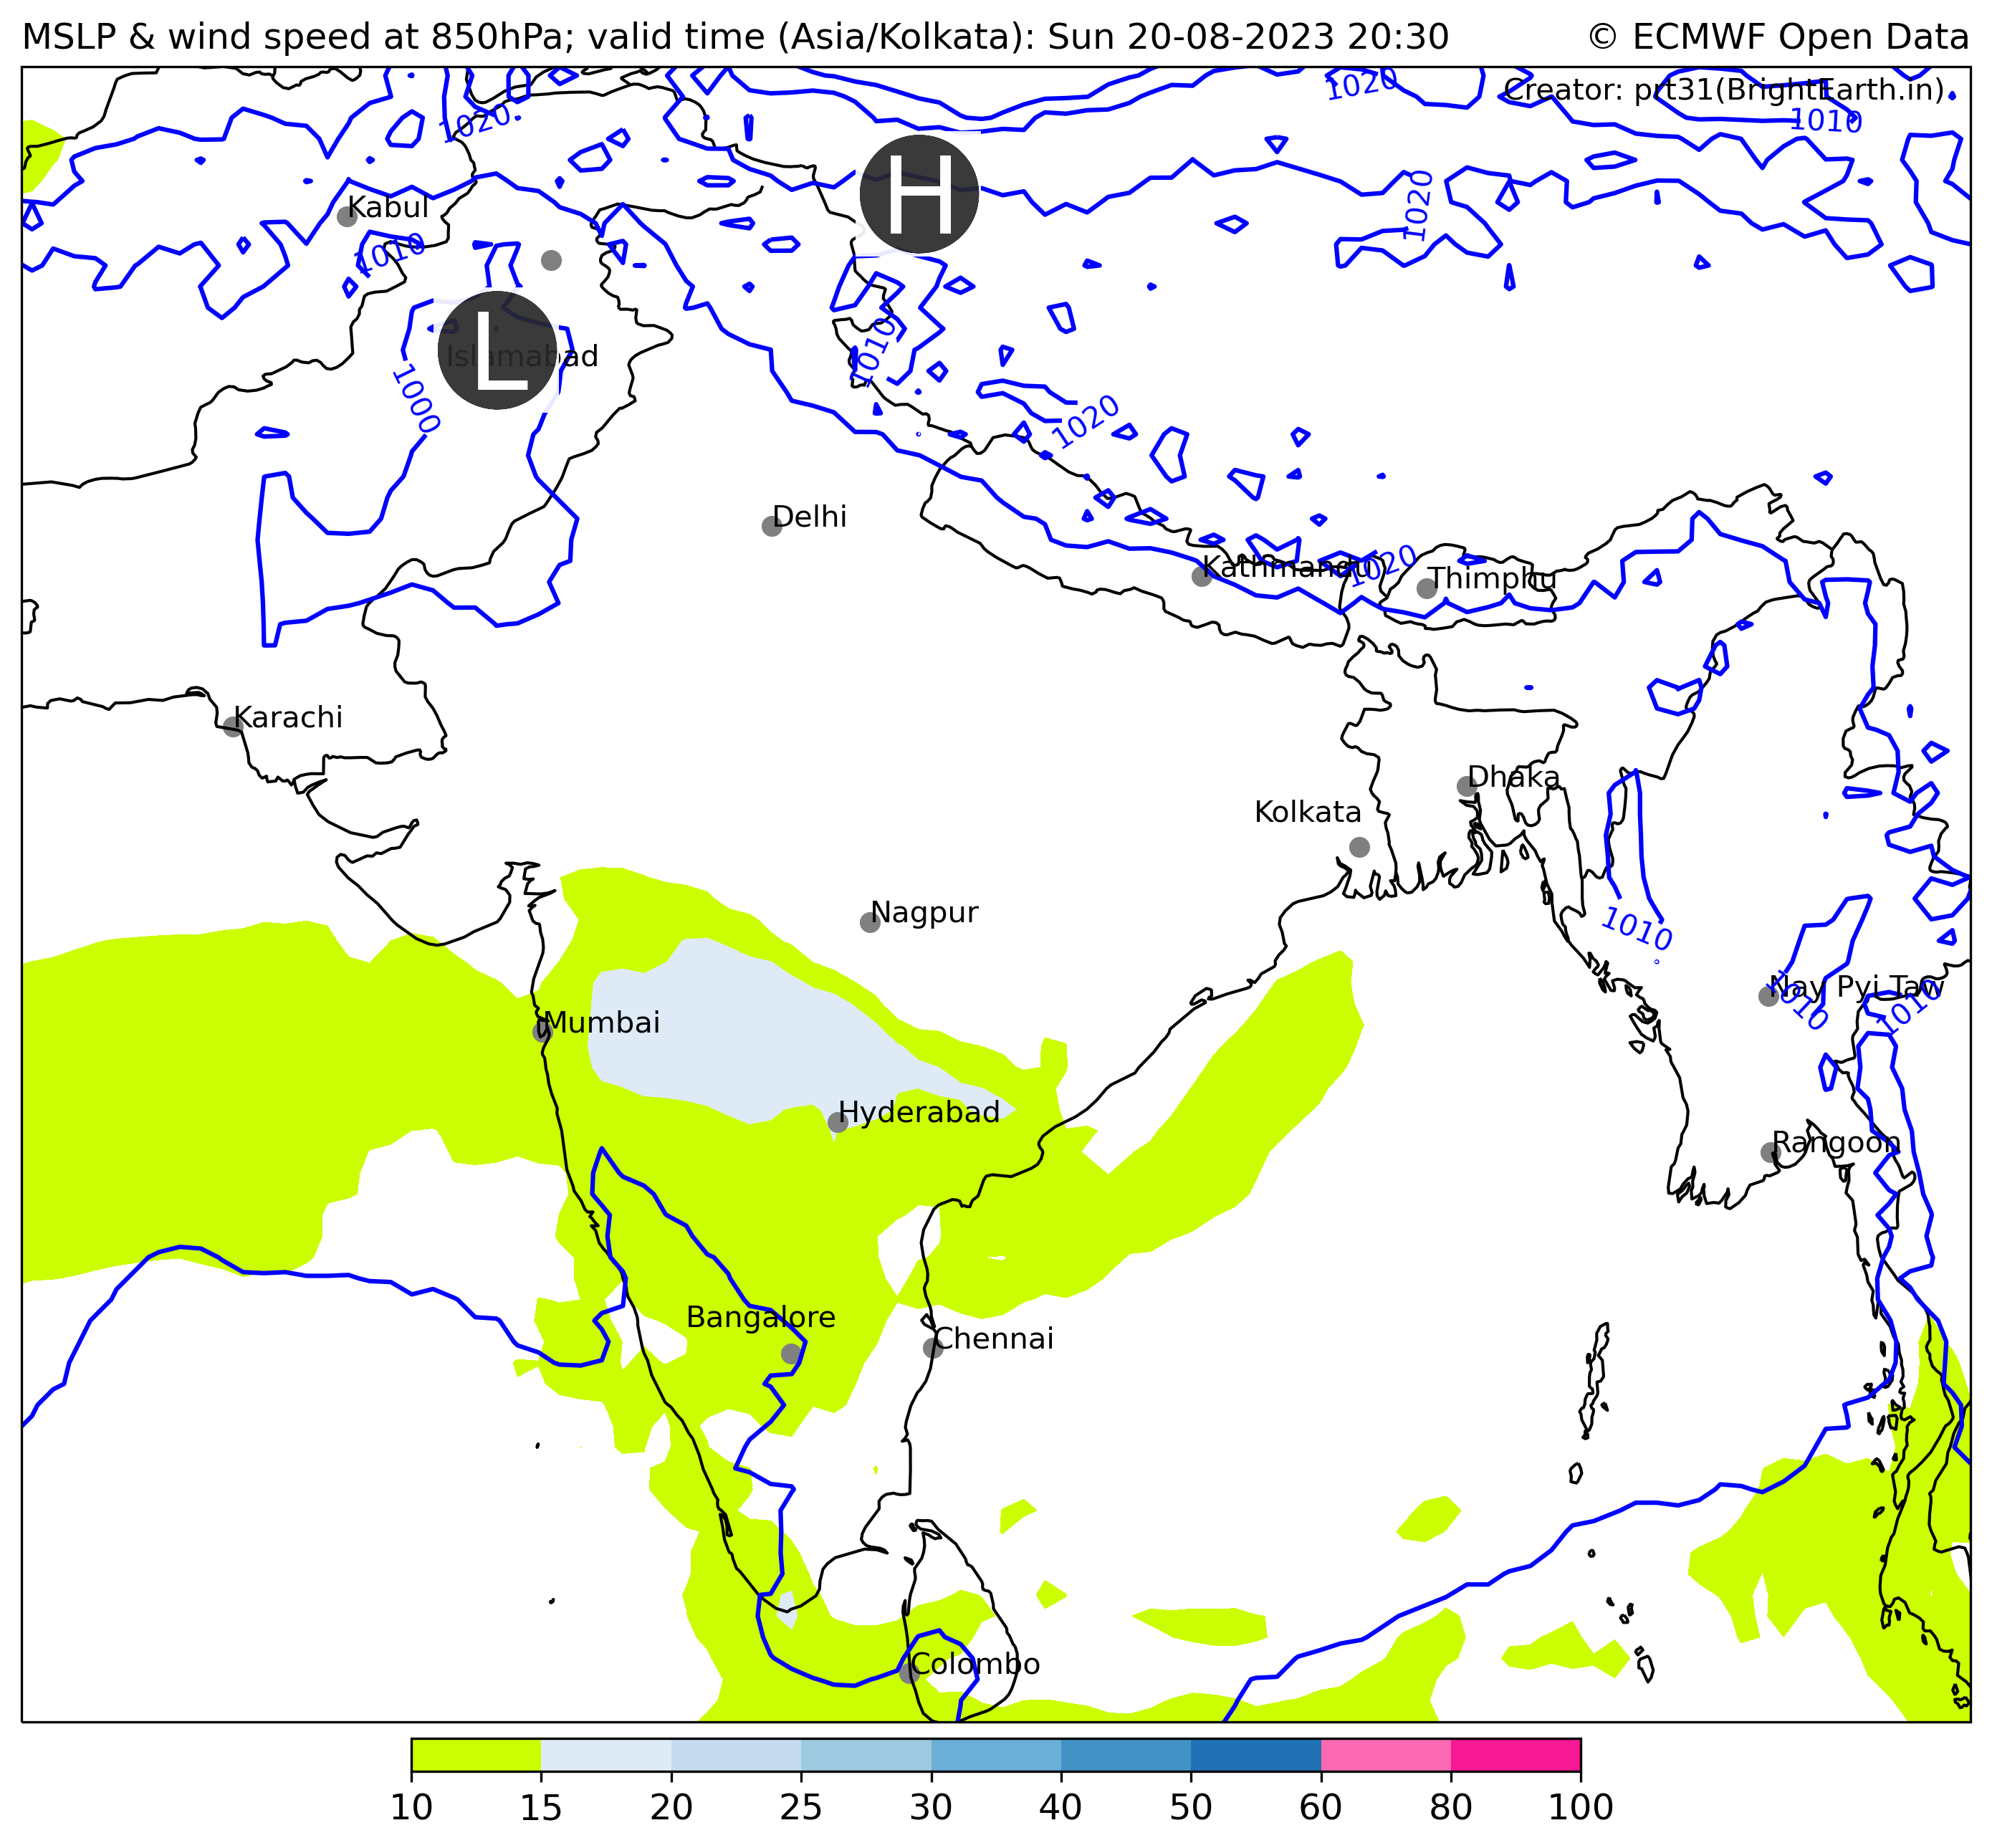 MSLP & wind speed at 850hPa; valid time (Asia/Kolkata): Sun 20-08-2023 20:30
© ECMWF Open Data
Creator: prt31(BrightEarth.in)
1020
1020
1010
1020
Kabul
H
1010
L
Islamabad
1010
1000
1020
Delhi
1020
Kathmandu
Thimphu
Karachi
Dhaka
Kolkata
Nagpur
1010
Nay Pyi Taw
1010
1010
Mumbai
Hyderabad
Rangoon
Bangalore
Chennai
Colombo
10 15 20 25 30 40 50 60 80 100